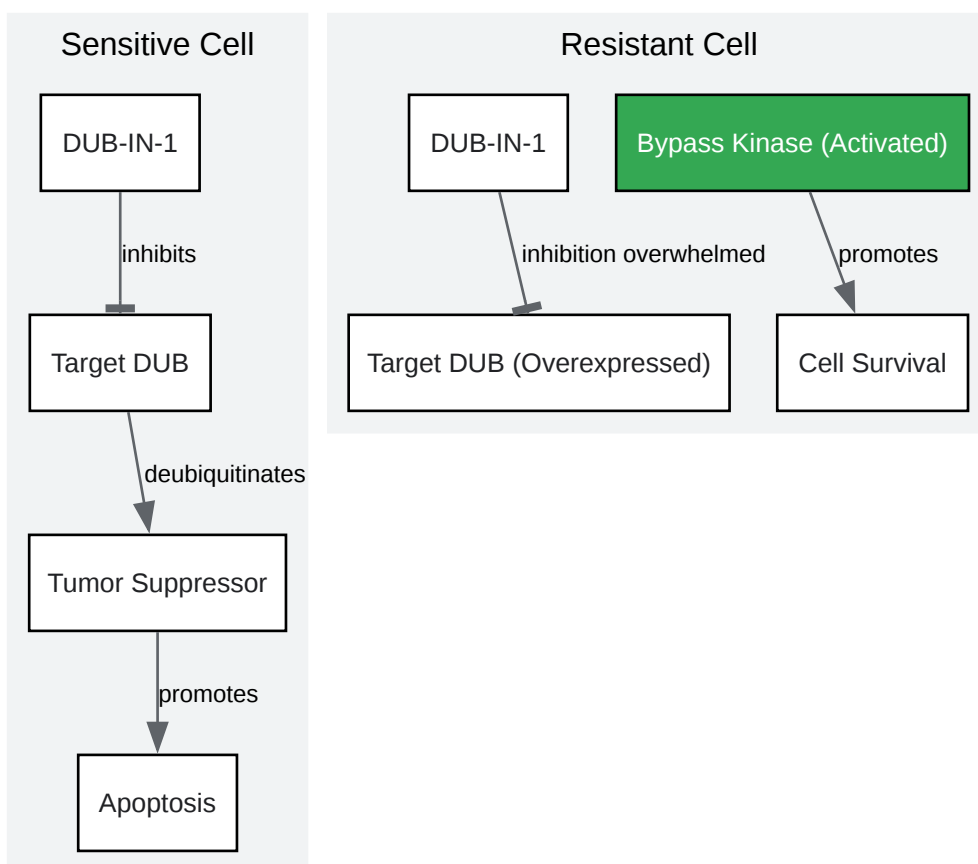 Sensitive Cell
DUB-IN-1
inhibits
Target DUB
deubiquitinates
Tumor Suppressor
promotes
Apoptosis
Resistant Cell
DUB-IN-1
Bypass Kinase (Activated)
inhibition overwhelmed
promotes
Target DUB (Overexpressed)
Cell Survival